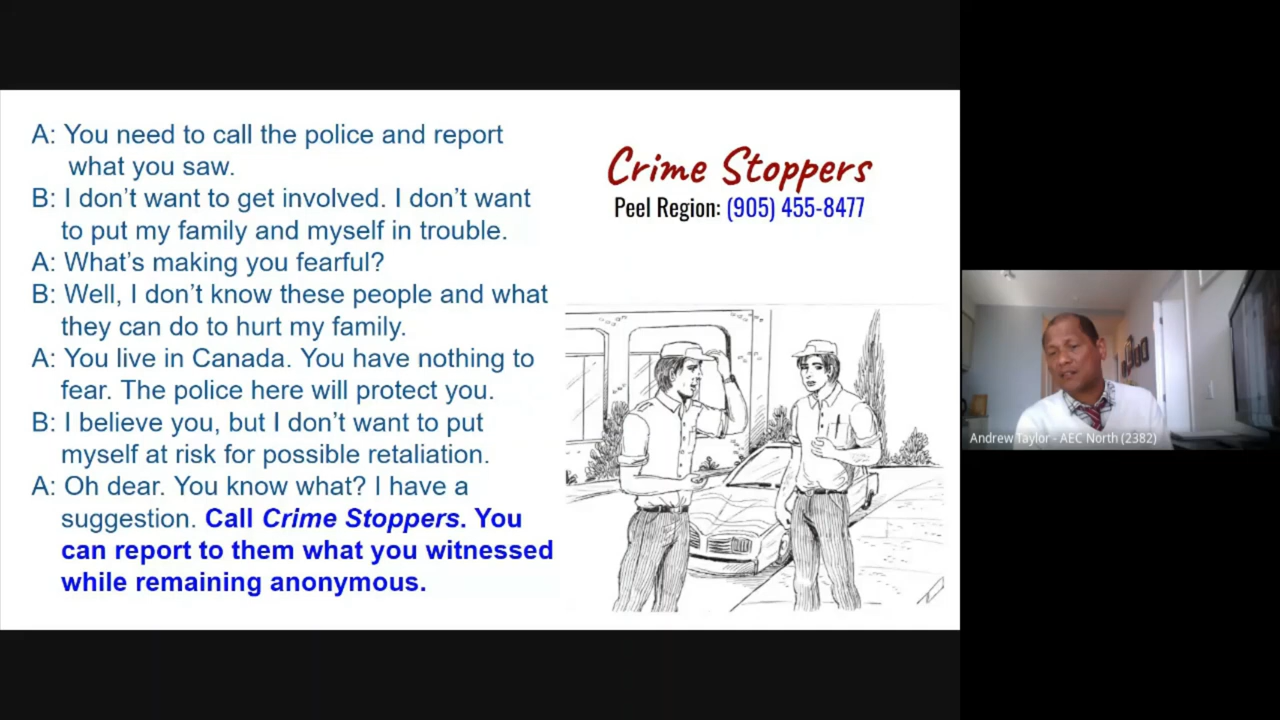 A: You need to call the police and report
what you saw.
B: I don’t want to get involved. I don’t want
to put my family and myself in trouble.
A: What’s making you fearful?
B: Well, I don’t know these people and what
they can do to hurt my family.
A: You live in Canada. You have nothing to
fear. The police here will protect you.
B: I believe you, but I don’t want to put
myself at risk for possible retaliation.
A: Oh dear. You know what? I have a
suggestion. Call Crime Stoppers. You
can report to them what you witnessed
while remaining anonymous.
Crime Stoppers
Peel Region: (905) 455-8477
Andrew Taylor - AEC North (2382)